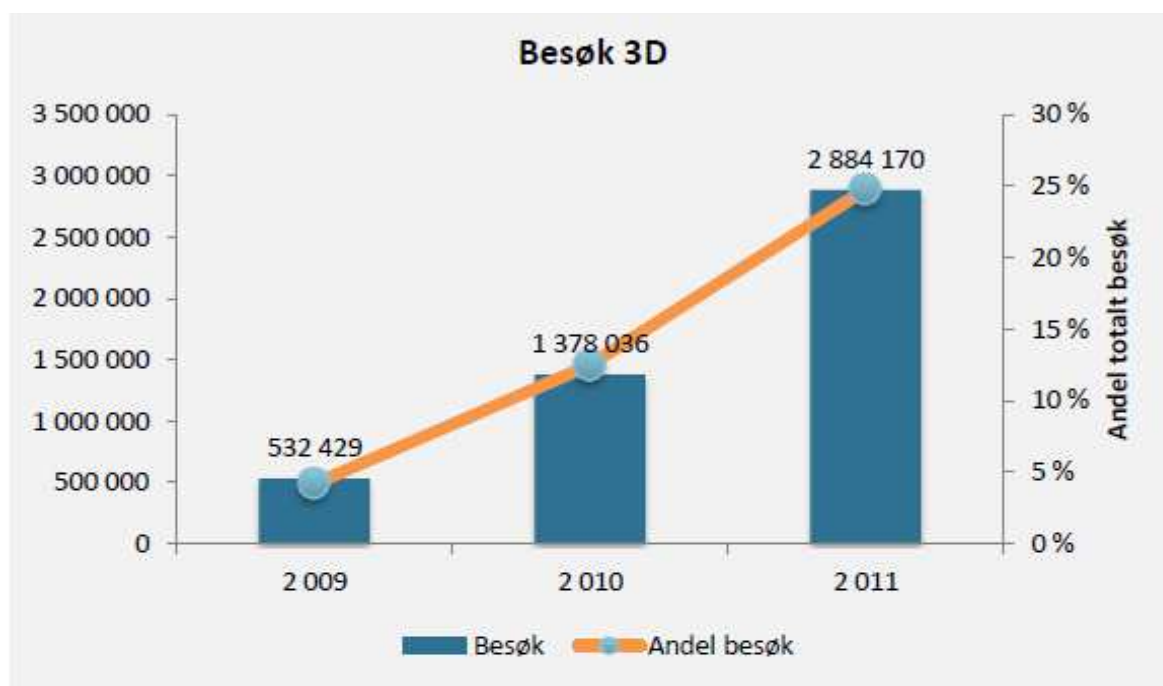 Besøk 3D
3 500 000
3 000 000
2 500 000
2 000 000
1 500 000
1 000 000
500 000
0
30 %
25 %
20 %
15 %
10 %
5 %
0 %
Andel totalt besøk
532 429
1 378 036
2 884 170
2 009
2 010
2 011
Besøk
Andel besøk